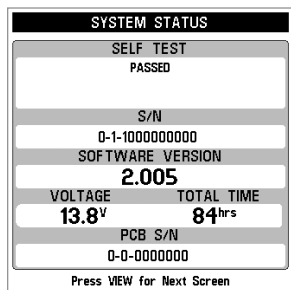 SYSTEM STATUS
SELF TEST
PASSED
S/N
0-1-1000000000
SOFTWARE VERSION
2.005
VOLTAGE TOTAL TIME
13.8V 84hrs
PCB S/N
0-0-0000000
Press VIEW for Next Screen